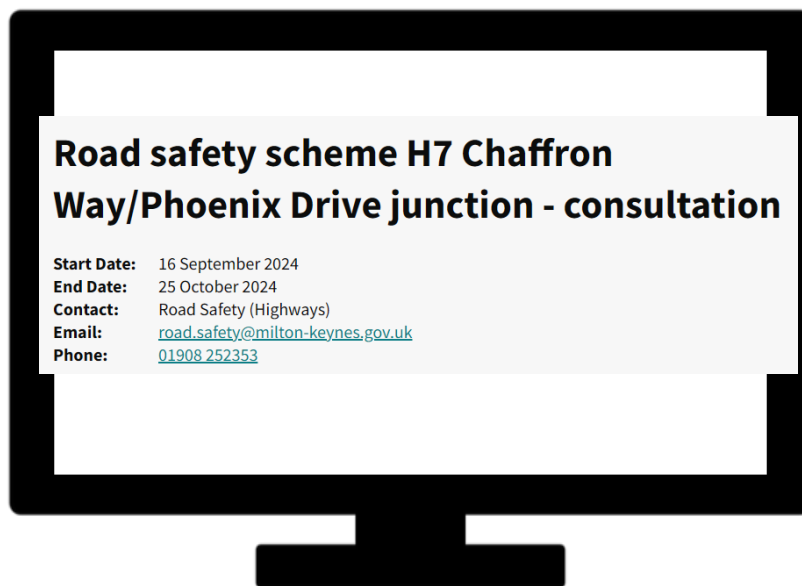 Road safety scheme H7 Chaffron
Way/Phoenix Drive junction - consultation
Start Date: 16 September 2024
End Date: 25 October 2024
Contact: Road Safety (Highways)
Email: road.safety@milton-keynes.gov.uk
Phone: 01908 252353